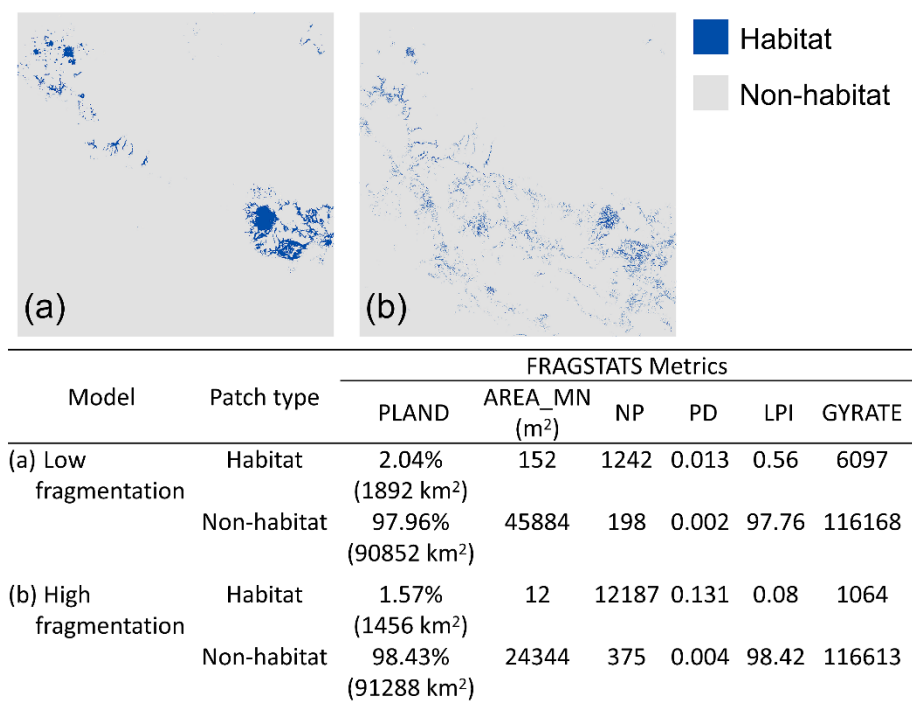 Habitat
Non-habitat
(a)
(b)
FRAGSTATS Metrics
Model Patch type PLAND AREA_MN (m²) NP PD LPI GYRATE
(a) Low fragmentation Habitat 2.04% (1892 km²) 152 1242 0.013 0.56 6097
Non-habitat 97.96% (90852 km²) 45884 198 0.002 97.76 116168
(b) High fragmentation Habitat 1.57% (1456 km²) 12 12187 0.131 0.08 1064
Non-habitat 98.43% (91288 km²) 24344 375 0.004 98.42 116613